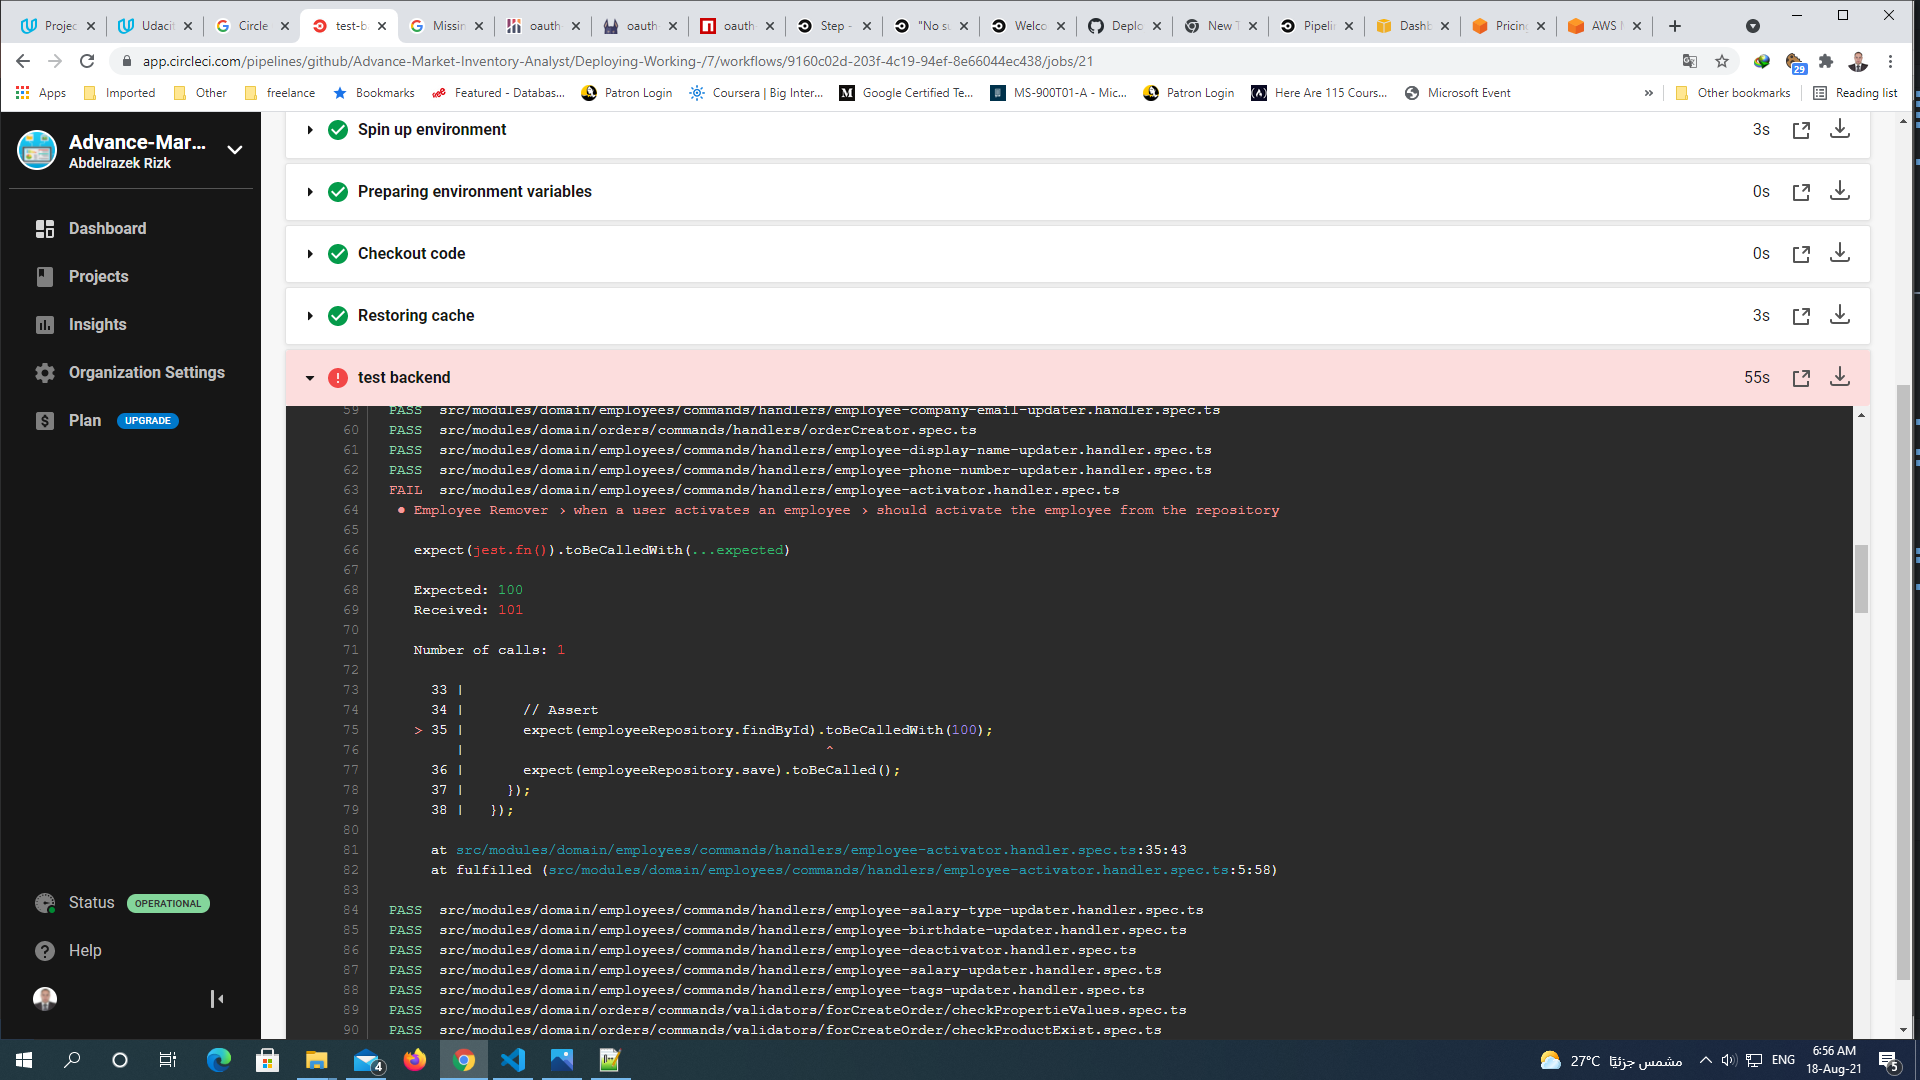 Projec
Udacit
Circle
test-b
Missin
oauth
oauth
oauth
Step -
"No su
Welco
Deplo
New T
Pipelin
Dashb
Pricing
AWS M
app.circleci.com/pipelines/github/Advance-Market-Inventory-Analyst/Deploying-Working-/7/workflows/9160c02d-203f-4c19-94ef-8e66044ec438/jobs/21
29
Apps
Imported
Other
freelance
Bookmarks
Featured - Databas...
Patron Login
Coursera | Big Inter...
Google Certified Te...
MS-900T01-A - Mic...
Patron Login
Here Are 115 Cours...
Microsoft Event
»
Other bookmarks
Reading list
Advance-Mar...
Abdelrazek Rizk
Dashboard
Projects
Insights
Organization Settings
Plan UPGRADE
Status OPERATIONAL
Help
Spin up environment 3s
Preparing environment variables 0s
Checkout code 0s
Restoring cache 3s
test backend 55s
59 PASS src/modules/domain/employees/commands/handlers/employee-company-email-updater.handler.spec.ts
60 PASS src/modules/domain/orders/commands/handlers/orderCreator.spec.ts
61 PASS src/modules/domain/employees/commands/handlers/employee-display-name-updater.handler.spec.ts
62 PASS src/modules/domain/employees/commands/handlers/employee-phone-number-updater.handler.spec.ts
63 FAIL src/modules/domain/employees/commands/handlers/employee-activator.handler.spec.ts
64 ● Employee Remover › when a user activates an employee › should activate the employee from the repository
65
66 expect(jest.fn()).toBeCalledWith(...expected)
67
68 Expected: 100
69 Received: 101
70
71 Number of calls: 1
72
73 33 |
74 34 | // Assert
75 > 35 | expect(employeeRepository.findById).toBeCalledWith(100);
76 | ^
77 36 | expect(employeeRepository.save).toBeCalled();
78 37 | });
79 38 | });
80
81 at src/modules/domain/employees/commands/handlers/employee-activator.handler.spec.ts:35:43
82 at fulfilled (src/modules/domain/employees/commands/handlers/employee-activator.handler.spec.ts:5:58)
83
84 PASS src/modules/domain/employees/commands/handlers/employee-salary-type-updater.handler.spec.ts
85 PASS src/modules/domain/employees/commands/handlers/employee-birthdate-updater.handler.spec.ts
86 PASS src/modules/domain/employees/commands/handlers/employee-deactivator.handler.spec.ts
87 PASS src/modules/domain/employees/commands/handlers/employee-salary-updater.handler.spec.ts
88 PASS src/modules/domain/employees/commands/handlers/employee-tags-updater.handler.spec.ts
89 PASS src/modules/domain/orders/commands/validators/forCreateOrder/checkPropertieValues.spec.ts
90 PASS src/modules/domain/orders/commands/validators/forCreateOrder/checkProductExist.spec.ts
4
27°C مشمس جزئيًا
ENG
6:56 AM
18-Aug-21
5